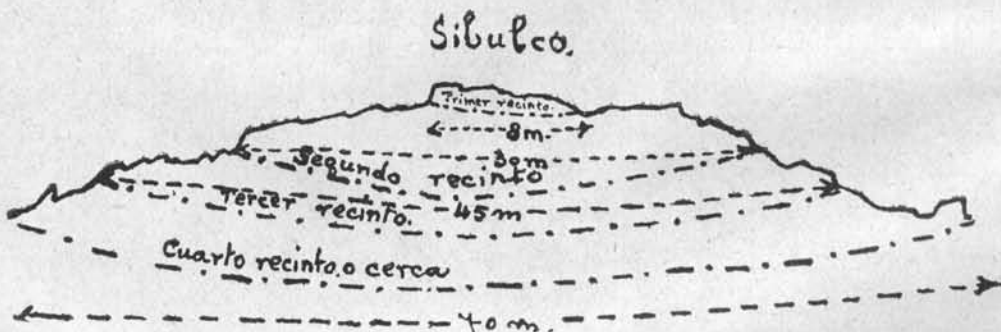 Sibulco.
Primer recinto.
8m.
30m
Segundo recinto
Tercer recinto. 45m
Cuarto recinto o cerca
70 m.